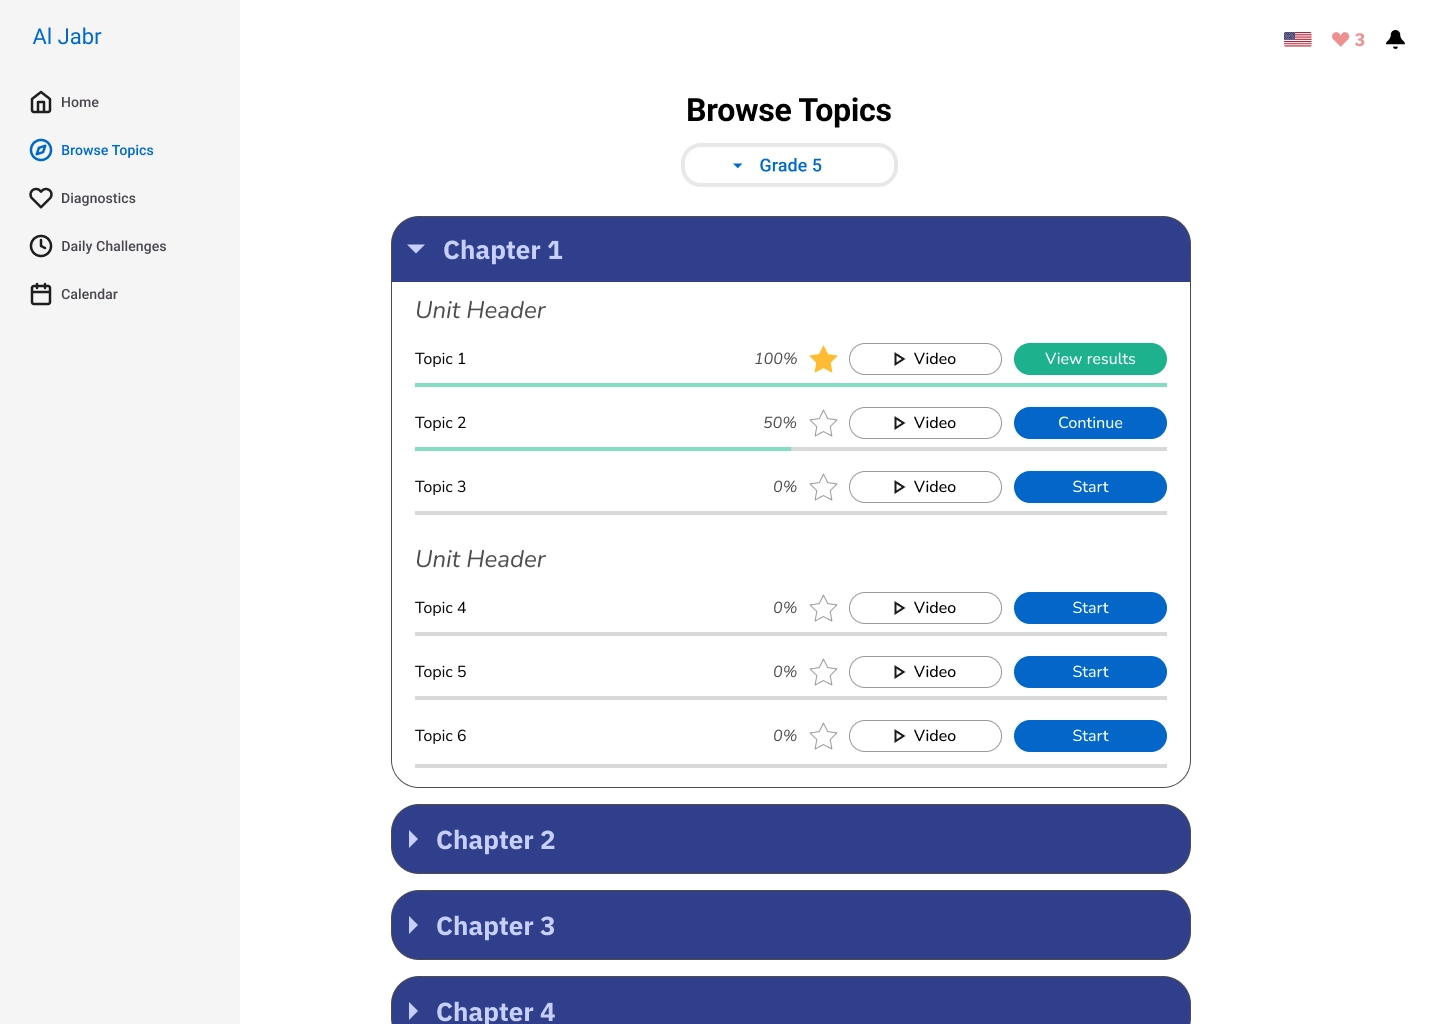 Al Jabr
3
Home
Browse Topics
Diagnostics
Daily Challenges
Calendar
Browse Topics
Grade 5
Chapter 1
Unit Header
Topic 1 100% Video View results
Topic 2 50% Video Continue
Topic 3 0% Video Start
Unit Header
Topic 4 0% Video Start
Topic 5 0% Video Start
Topic 6 0% Video Start
Chapter 2
Chapter 3
Chapter 4